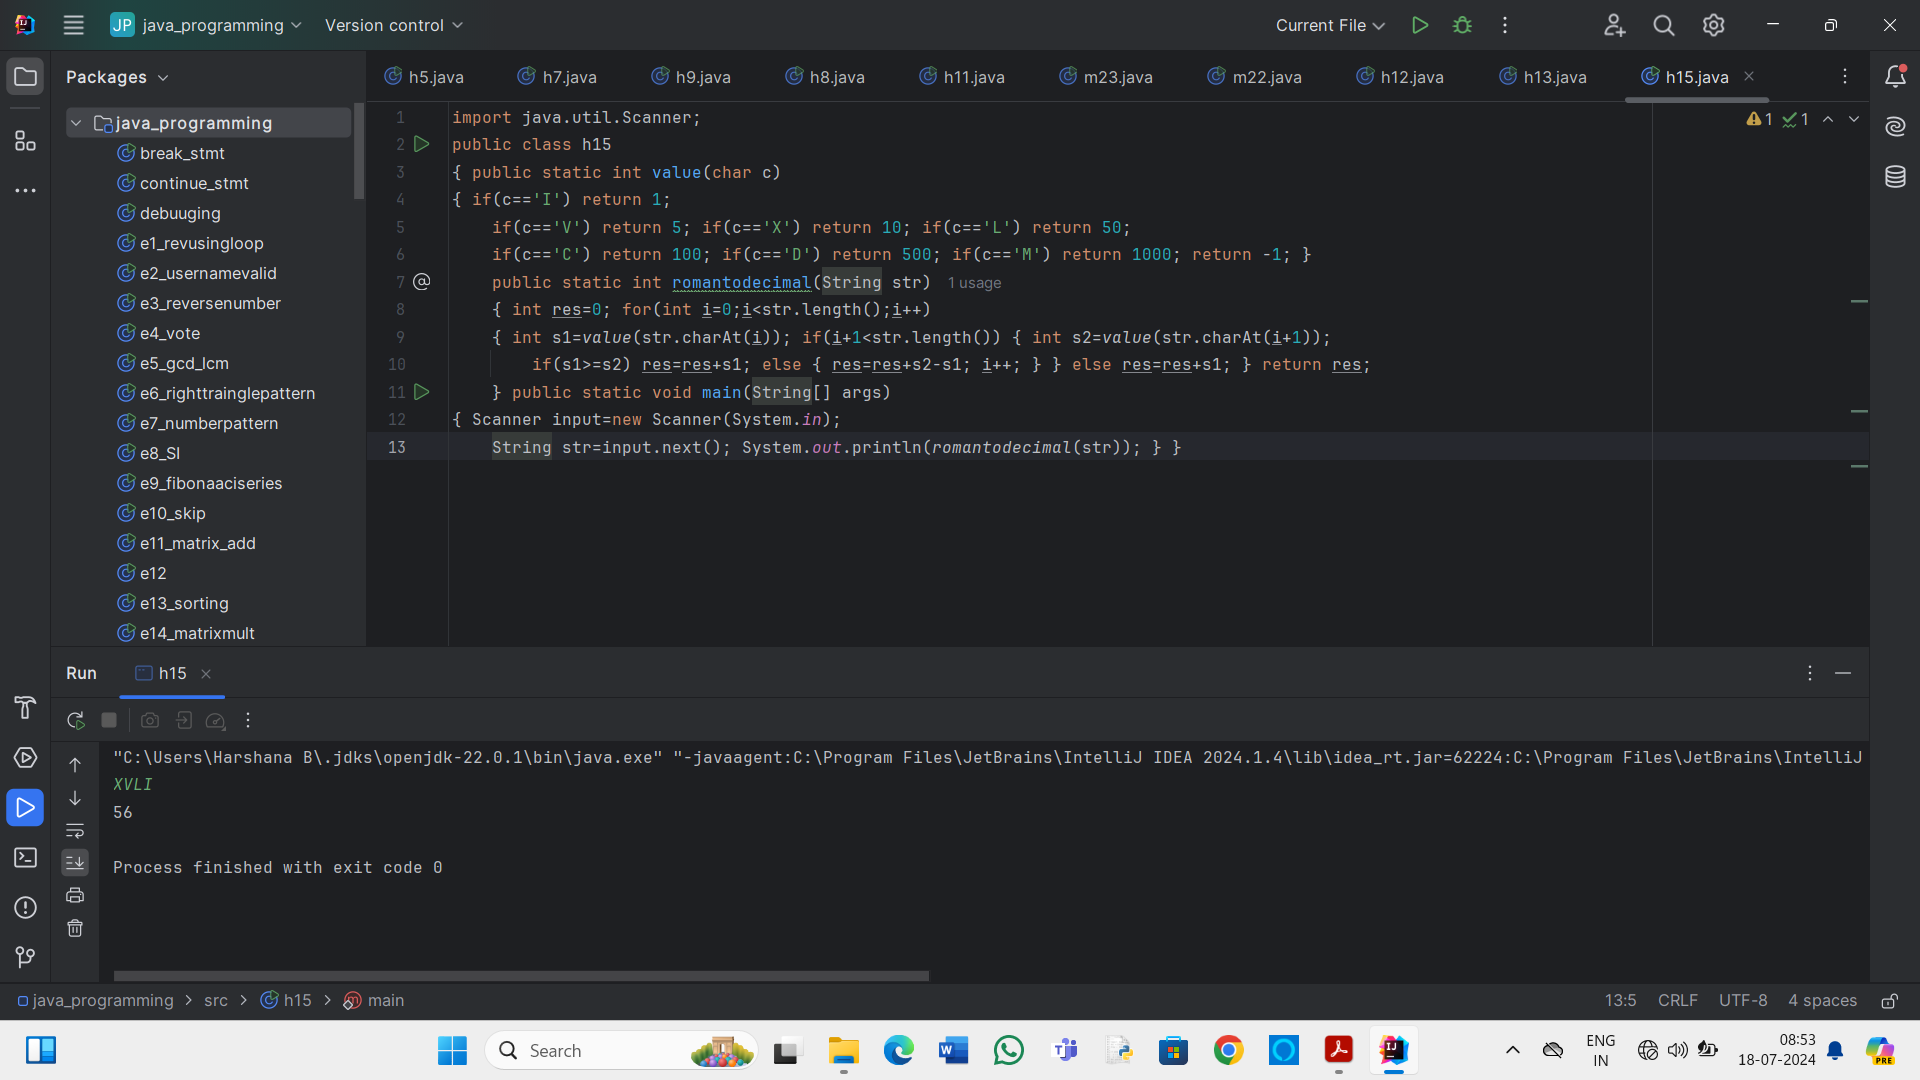 JP java_programming Version control Current File
Packages
h5.java h7.java h9.java h8.java h11.java m23.java m22.java h12.java h13.java h15.java
java_programming
break_stmt
continue_stmt
debuuging
e1_revusingloop
e2_usernamevalid
e3_reversenumber
e4_vote
e5_gcd_lcm
e6_righttrainglepattern
e7_numberpattern
e8_SI
e9_fibonaaciseries
e10_skip
e11_matrix_add
e12
e13_sorting
e14_matrixmult
1 import java.util.Scanner;
2 public class h15
3 { public static int value(char c)
4 { if(c=='I') return 1;
5 if(c=='V') return 5; if(c=='X') return 10; if(c=='L') return 50;
6 if(c=='C') return 100; if(c=='D') return 500; if(c=='M') return 1000; return -1; }
7 @ public static int romantodecimal(String str) 1 usage
8 { int res=0; for(int i=0;i<str.length();i++)
9 { int s1=value(str.charAt(i)); if(i+1<str.length()) { int s2=value(str.charAt(i+1));
10 if(s1>=s2) res=res+s1; else { res=res+s2-s1; i++; } } else res=res+s1; } return res;
11 } public static void main(String[] args)
12 { Scanner input=new Scanner(System.in);
13 String str=input.next(); System.out.println(romantodecimal(str)); } }
1 1
Run h15
"C:\Users\Harshana B\.jdks\openjdk-22.0.1\bin\java.exe" "-javaagent:C:\Program Files\JetBrains\IntelliJ IDEA 2024.1.4\lib\idea_rt.jar=62224:C:\Program Files\JetBrains\IntelliJ
XVLI
56
Process finished with exit code 0
java_programming > src > h15 > main 13:5 CRLF UTF-8 4 spaces
Search
ENG
IN
08:53
18-07-2024
PRE